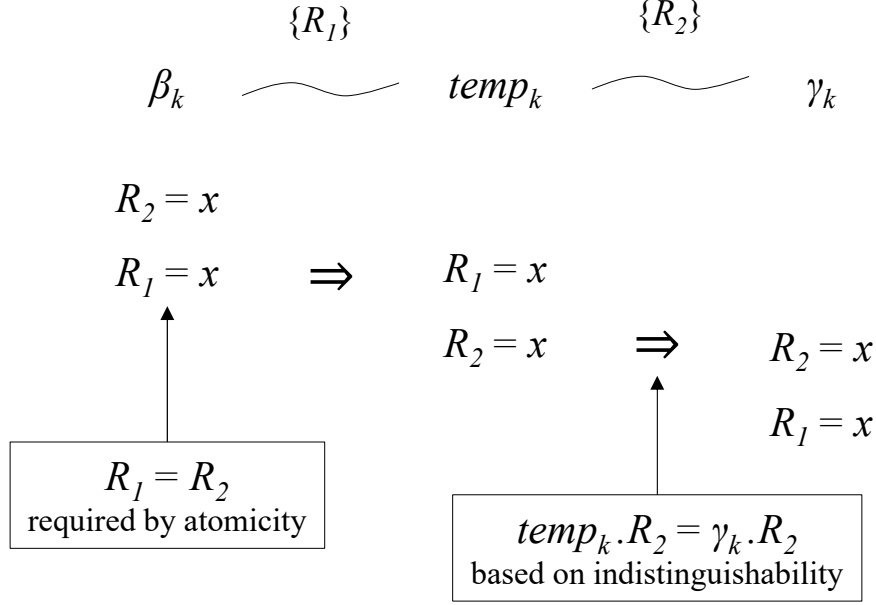 {R₁} {R₂}
βₖ tempₖ γₖ
R₂ = x
R₁ = x ⇒ R₁ = x
R₂ = x ⇒ R₂ = x
R₁ = x
R₁ = R₂
required by atomicity
tempₖ.R₂ = γₖ.R₂
based on indistinguishability